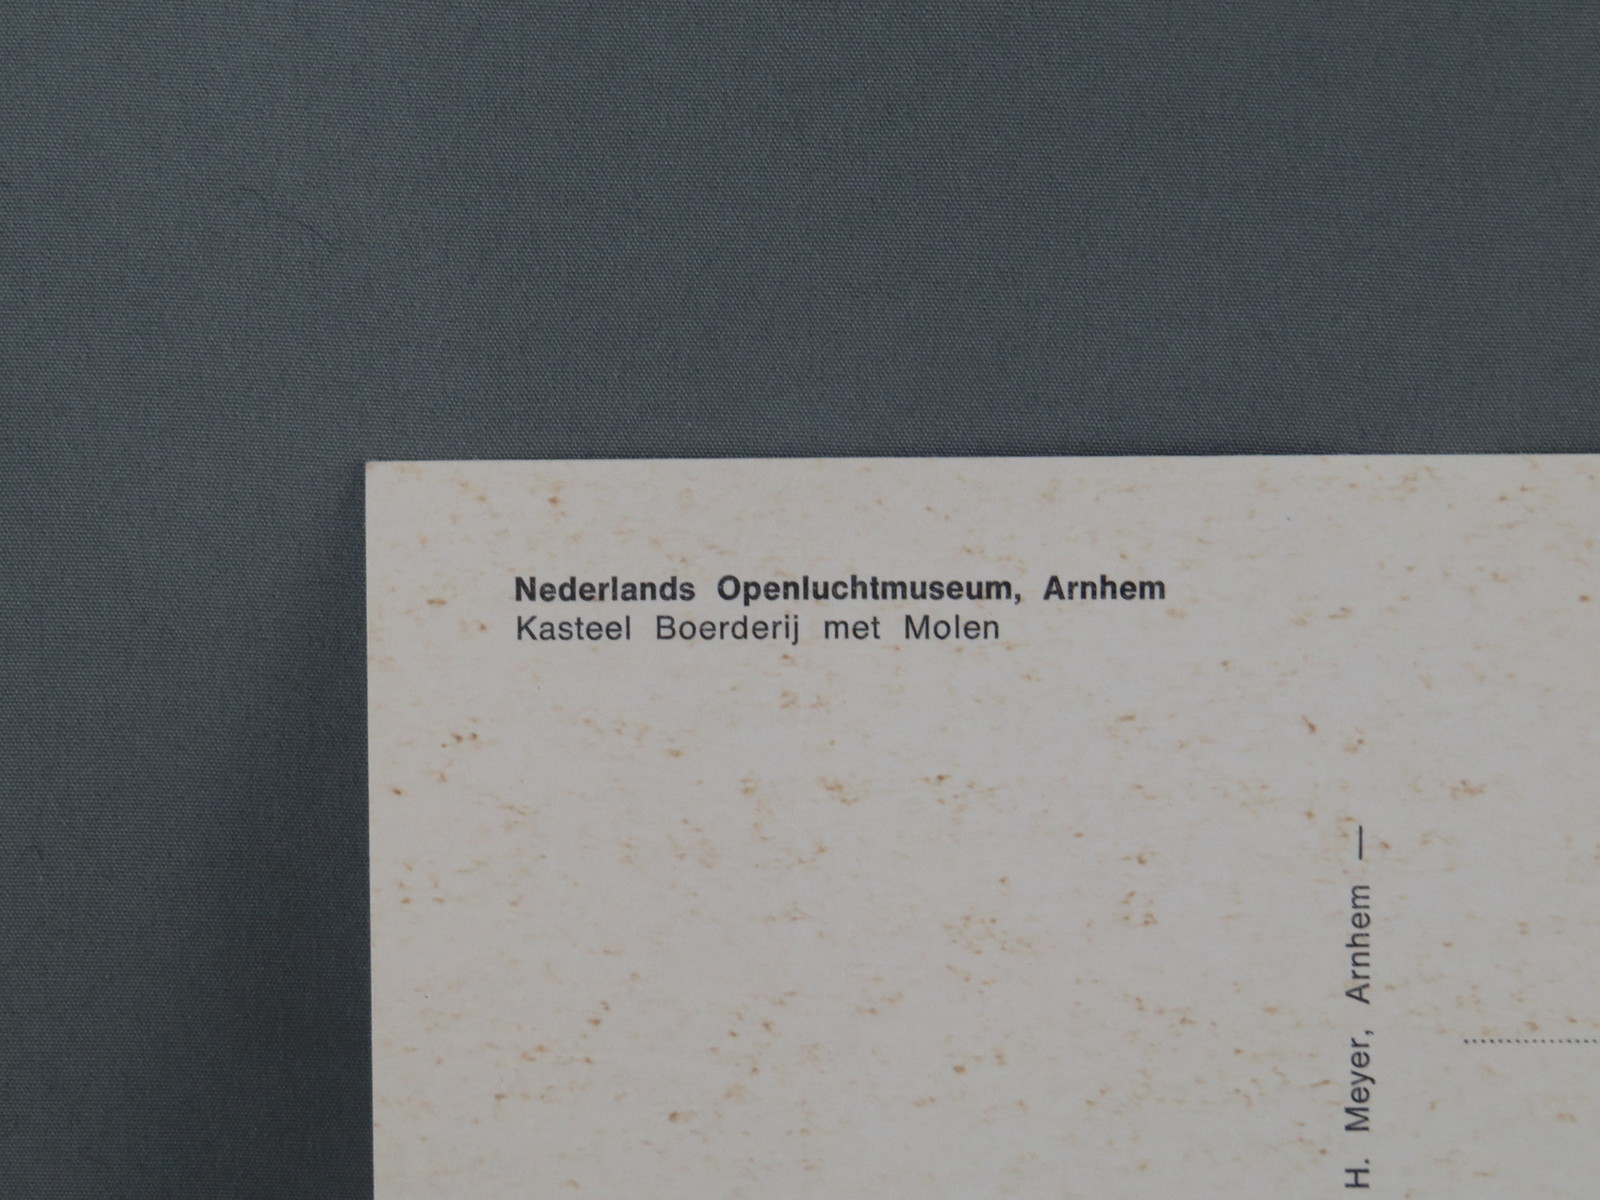 Nederlands Openluchtmuseum, Arnhem
Kasteel Boerderij met Molen
H. Meyer, Arnhem —